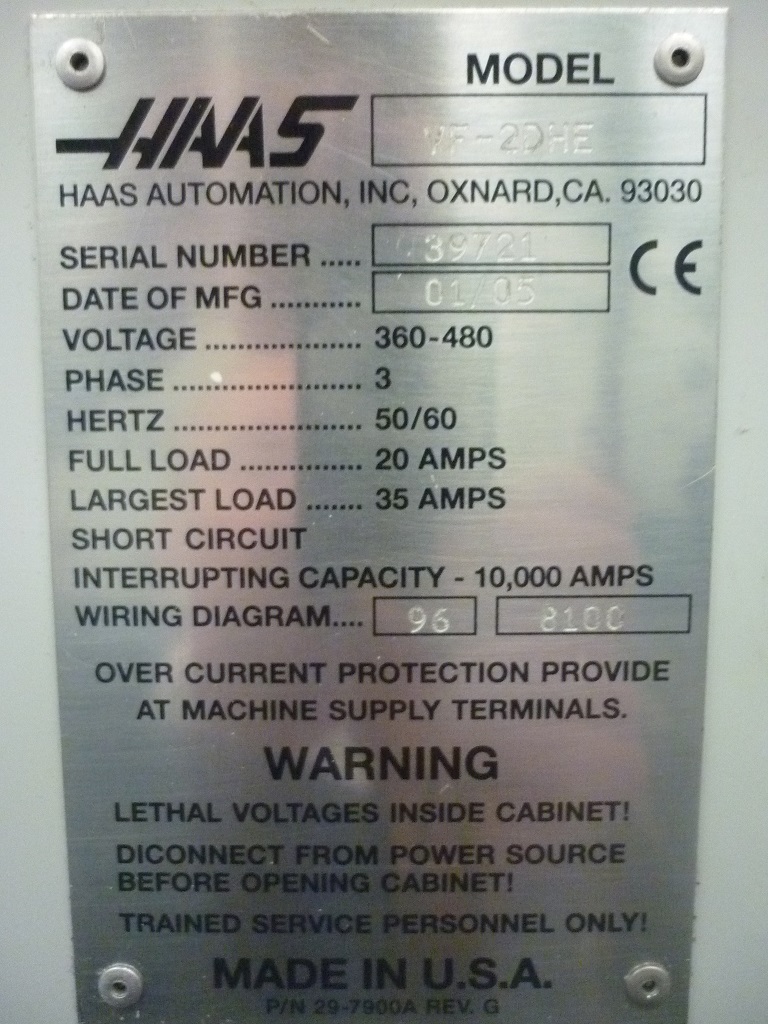 MODEL
HAAS VF-2DHE
HAAS AUTOMATION, INC, OXNARD,CA. 93030
SERIAL NUMBER ..... 39721
CE
DATE OF MFG ........... 01/05
VOLTAGE ................... 360-480
PHASE ....................... 3
HERTZ ....................... 50/60
FULL LOAD ............... 20 AMPS
LARGEST LOAD ....... 35 AMPS
SHORT CIRCUIT
INTERRUPTING CAPACITY - 10,000 AMPS
WIRING DIAGRAM.... 96 8100
OVER CURRENT PROTECTION PROVIDE
AT MACHINE SUPPLY TERMINALS.
WARNING
LETHAL VOLTAGES INSIDE CABINET!
DICONNECT FROM POWER SOURCE
BEFORE OPENING CABINET!
TRAINED SERVICE PERSONNEL ONLY!
MADE IN U.S.A.
P/N 29-7900A REV. G